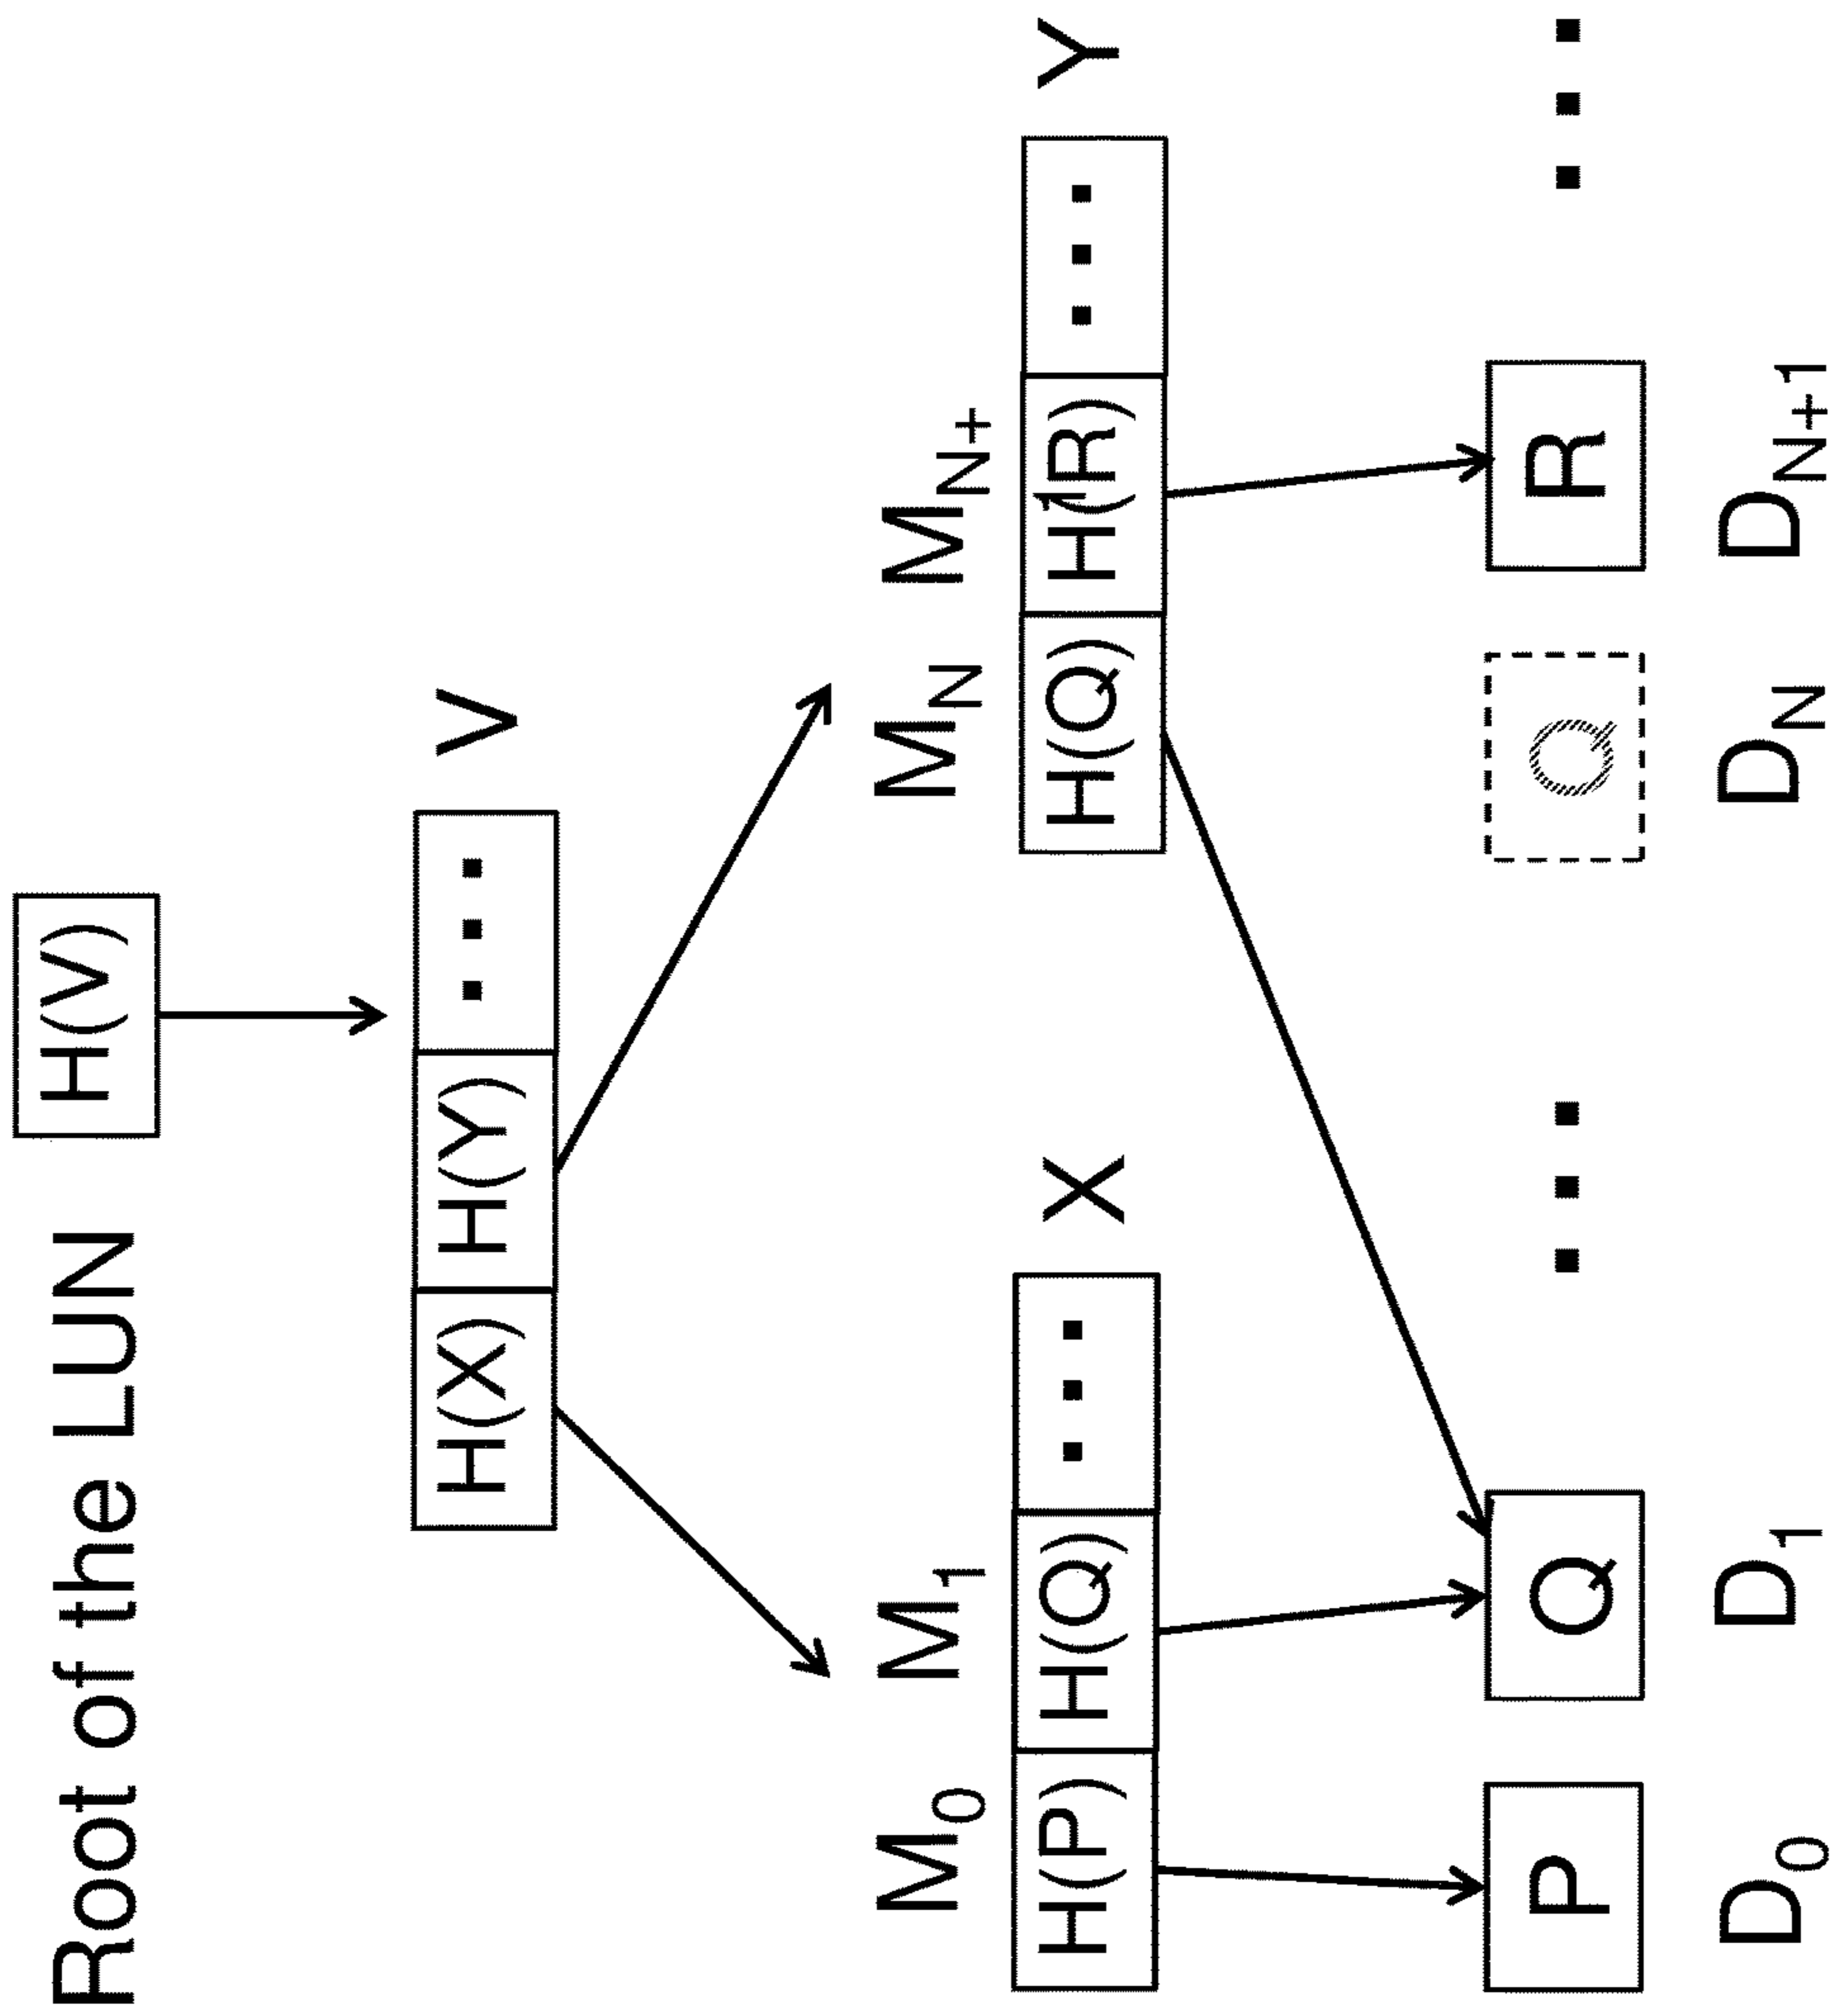 Root of the LUN H(V)
H(X) H(Y) ... V
M0 M1 MN MN+1
H(P) H(Q) ... X H(Q) H(R) ... Y
P Q ... Q R ...
D0 D1 DN DN+1